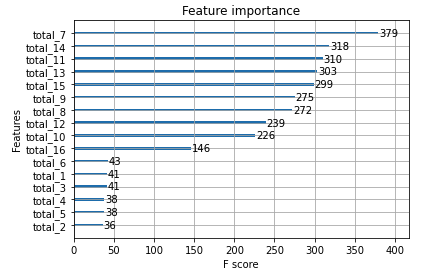 Feature importance
total_7 379
total_14 318
total_11 310
total_13 303
total_15 299
total_9 275
total_8 272
total_12 239
total_10 226
total_16 146
total_6 43
total_1 41
total_3 41
total_4 38
total_5 38
total_2 36
Features
0 50 100 150 200 250 300 350 400
F score